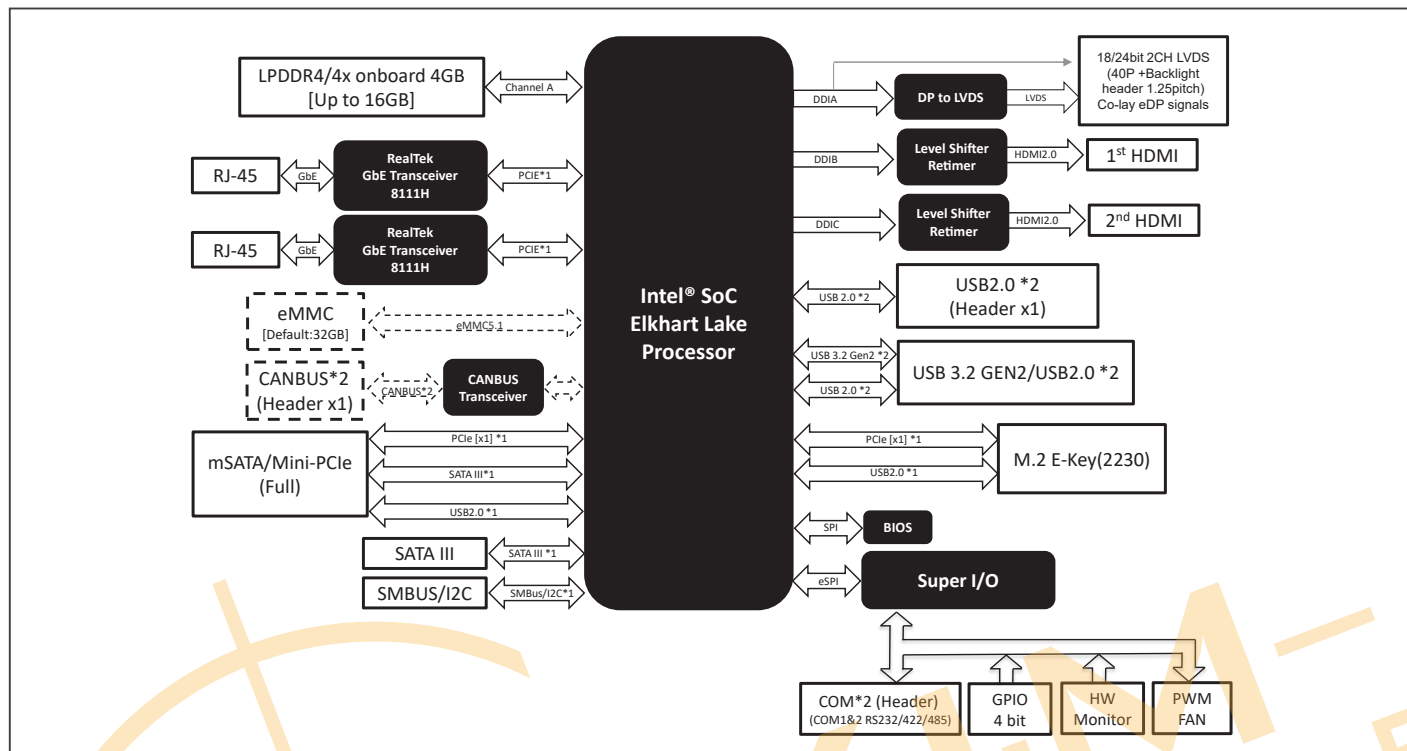 LPDDR4/4x onboard 4GB
[Up to 16GB]
Channel A
RJ-45
GbE
RealTek
GbE Transceiver
8111H
PCIE*1
RJ-45
GbE
RealTek
GbE Transceiver
8111H
PCIE*1
eMMC
[Default:32GB]
eMMC5.1
CANBUS*2
(Header x1)
CANBUS*2
CANBUS
Transceiver
mSATA/Mini-PCIe
(Full)
PCIe [x1] *1
SATA III*1
USB2.0 *1
SATA III
SATA III *1
SMBUS/I2C
SMBus/I2C*1
Intel® SoC
Elkhart Lake
Processor
DDIA
DP to LVDS
LVDS
18/24bit 2CH LVDS
(40P +Backlight
header 1.25pitch)
Co-lay eDP signals
DDIB
Level Shifter
Retimer
HDMI2.0
1st HDMI
DDIC
Level Shifter
Retimer
HDMI2.0
2nd HDMI
USB 2.0 *2
USB2.0 *2
(Header x1)
USB 3.2 Gen2 *2
USB 2.0 *2
USB 3.2 GEN2/USB2.0 *2
PCIe [x1] *1
USB2.0 *1
M.2 E-Key(2230)
SPI
BIOS
eSPI
Super I/O
COM*2 (Header)
(COM1&2 RS232/422/485)
GPIO
4 bit
HW
Monitor
PWM
FAN